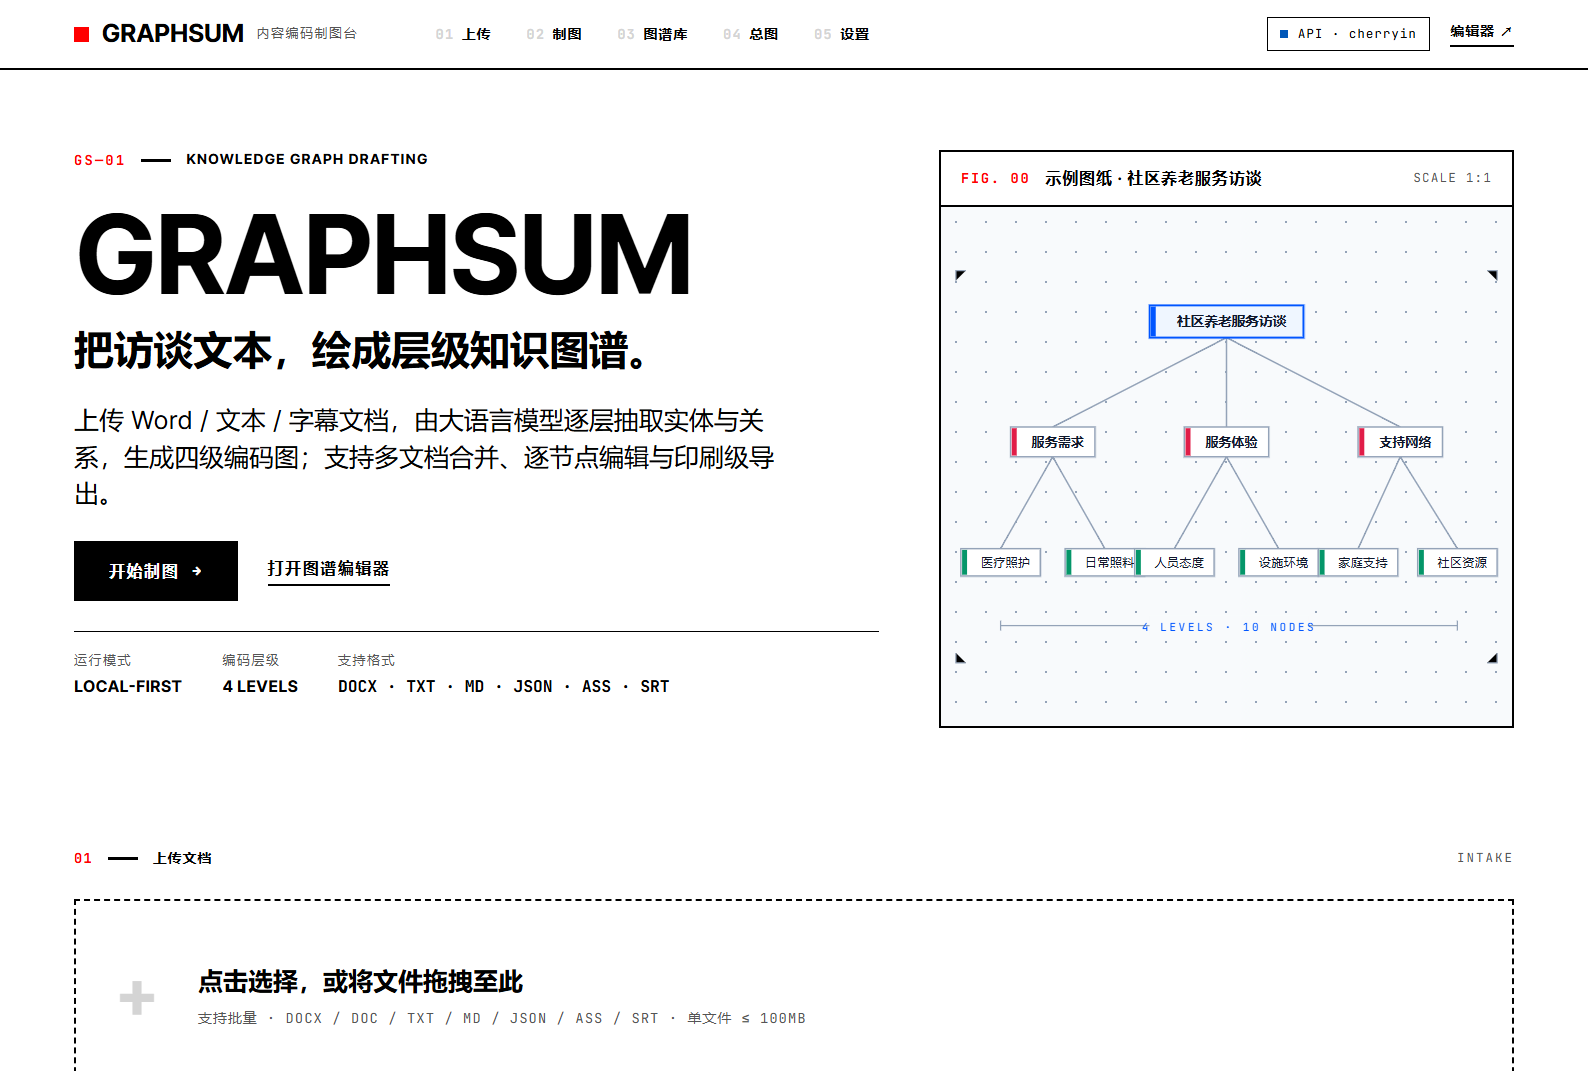 GRAPHSUM 内容编码制图台 01 上传 02 制图 03 图谱库 04 总图 05 设置 API · cherryin 编辑器 ↗
GS—01 — KNOWLEDGE GRAPH DRAFTING
GRAPHSUM
把访谈文本，绘成层级知识图谱。
上传 Word / 文本 / 字幕文档，由大语言模型逐层抽取实体与关
系，生成四级编码图；支持多文档合并、逐节点编辑与印刷级导
出。
开始制图 → 打开图谱编辑器
运行模式 编码层级 支持格式
LOCAL-FIRST 4 LEVELS DOCX · TXT · MD · JSON · ASS · SRT
FIG. 00 示例图纸 · 社区养老服务访谈 SCALE 1:1
社区养老服务访谈
服务需求 服务体验 支持网络
医疗照护 日常照料 人员态度 设施环境 家庭支持 社区资源
4 LEVELS · 10 NODES
01 — 上传文档 INTAKE
点击选择，或将文件拖拽至此
支持批量 · DOCX / DOC / TXT / MD / JSON / ASS / SRT · 单文件 ≤ 100MB